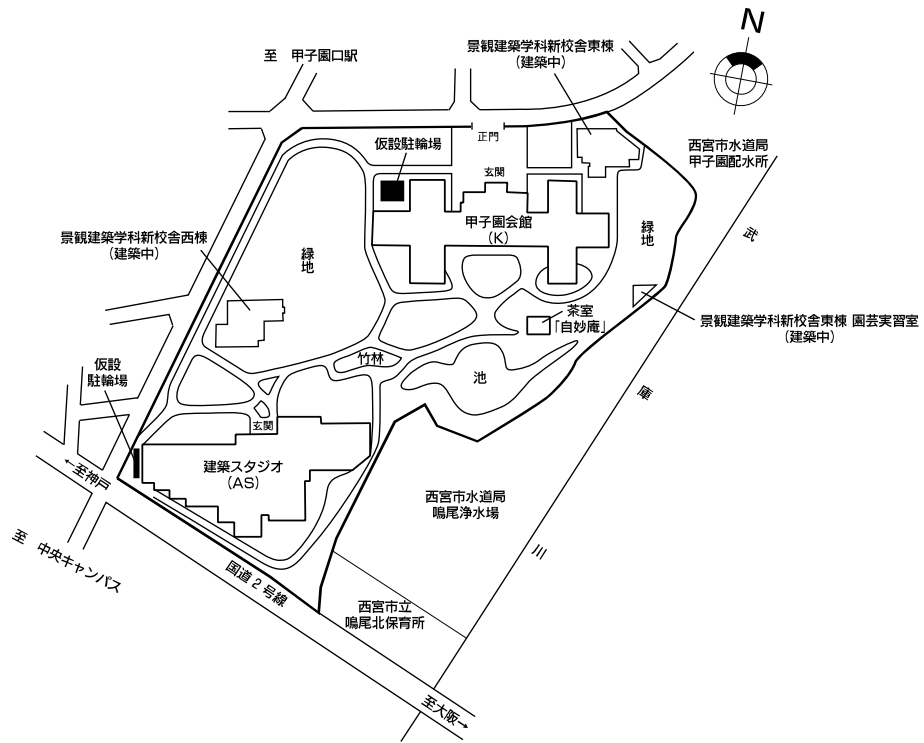 N
景観建築学科新校舎東棟
(建築中)
至 甲子園口駅
正門
仮設駐輪場
西宮市水道局
甲子園配水所
玄関
甲子園会館
(K)
緑地
武
景観建築学科新校舎西棟
(建築中)
緑地
茶室
「自妙庵」
景観建築学科新校舎東棟 園芸実習室
(建築中)
仮設
駐輪場
竹林
池
庫
玄関
建築スタジオ
(AS)
←至神戸
西宮市水道局
鳴尾浄水場
至 中央キャンパス
川
国道2号線
西宮市立
鳴尾北保育所
至大阪→